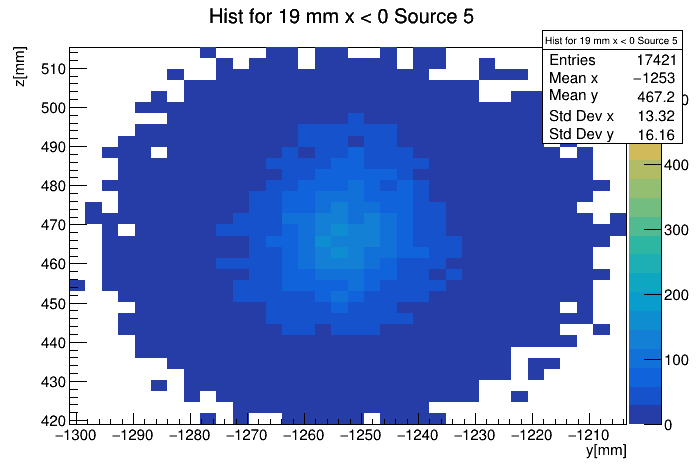 Hist for 19 mm x < 0 Source 5
Hist for 19 mm x < 0 Source 5
Entries 17421
Mean x −1253
Mean y 467.2
Std Dev x 13.32
Std Dev y 16.16
z[mm]
510
500
490
480
470
460
450
440
430
420
−1300 −1290 −1280 −1270 −1260 −1250 −1240 −1230 −1220 −1210
y[mm]
400
300
200
100
0